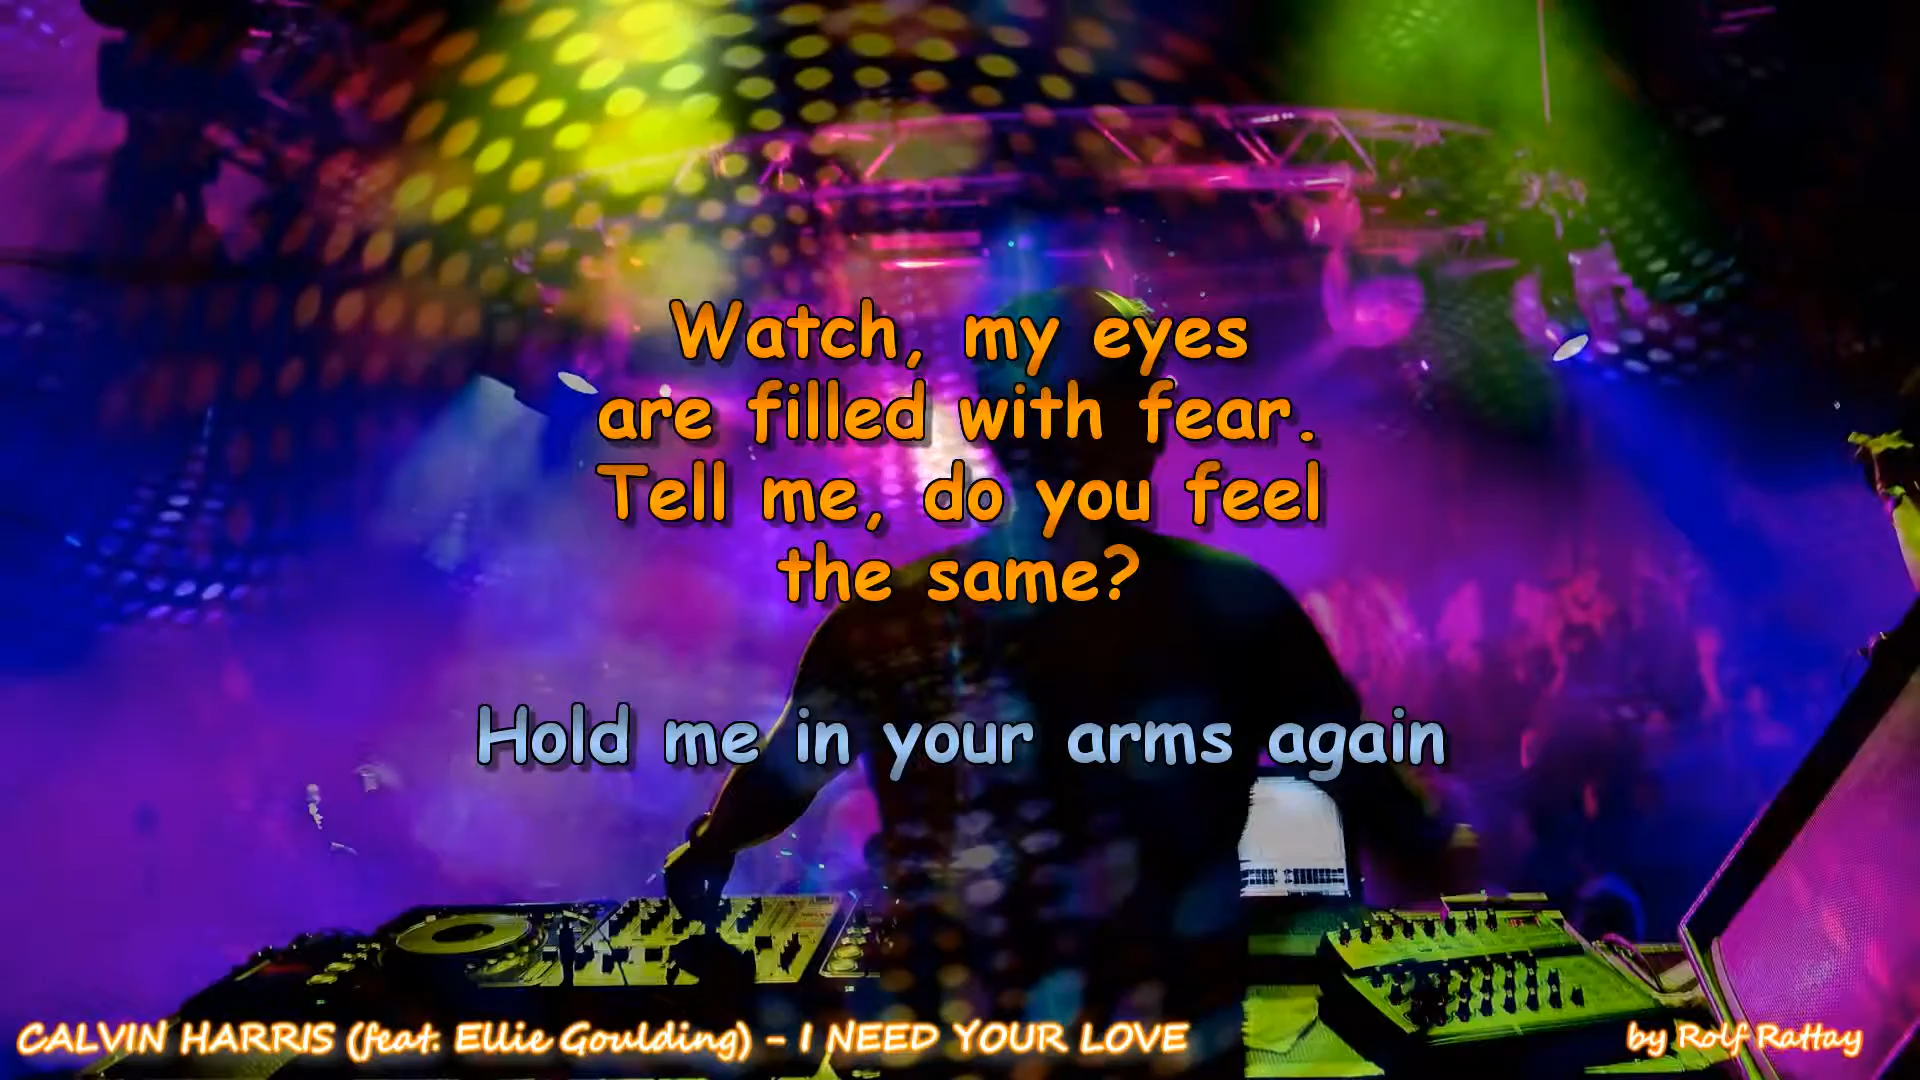 Watch, my eyes
are filled with fear.
Tell me, do you feel
the same?
Hold me in your arms again
CALVIN HARRIS (feat. Ellie Goulding) - I NEED YOUR LOVE
by Rolf Rattay